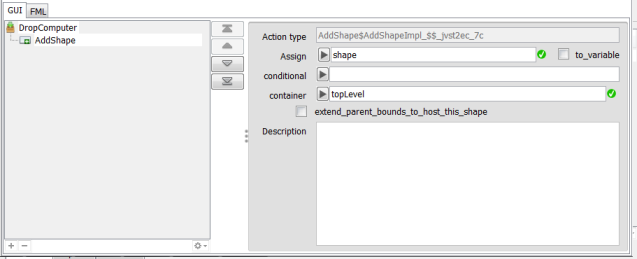 GUI FML
DropComputer
AddShape
Action type AddShape$AddShapeImpl_$$_jvst2ec_7c
Assign shape to_variable
conditional
container topLevel
extend_parent_bounds_to_host_this_shape
Description